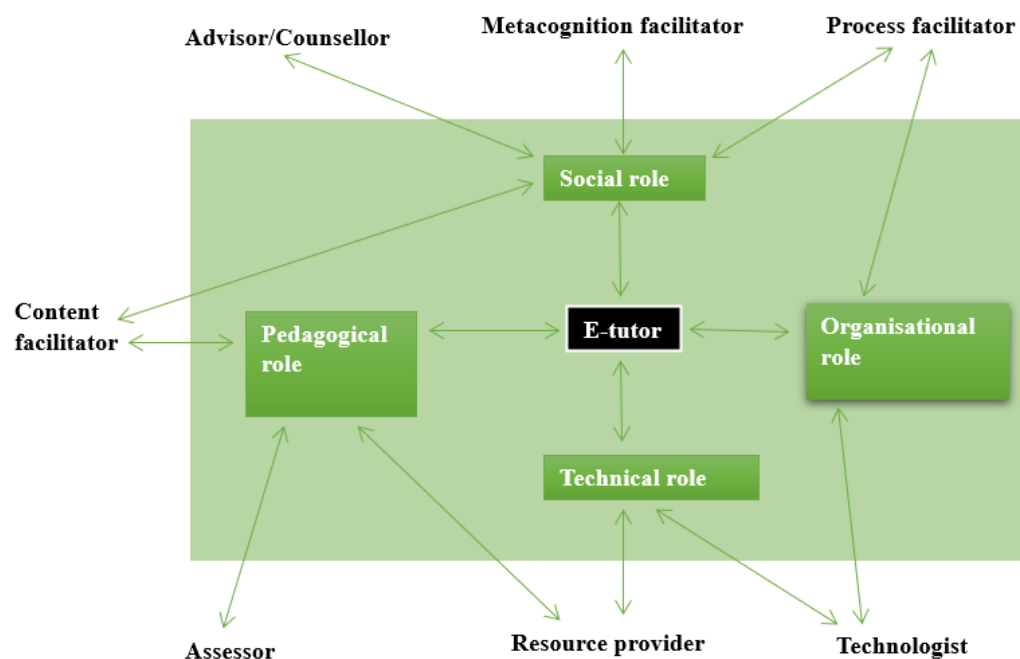 Advisor/Counsellor
Metacognition facilitator
Process facilitator
Social role
Content
facilitator
Pedagogical
role
E-tutor
Organisational
role
Technical role
Assessor
Resource provider
Technologist